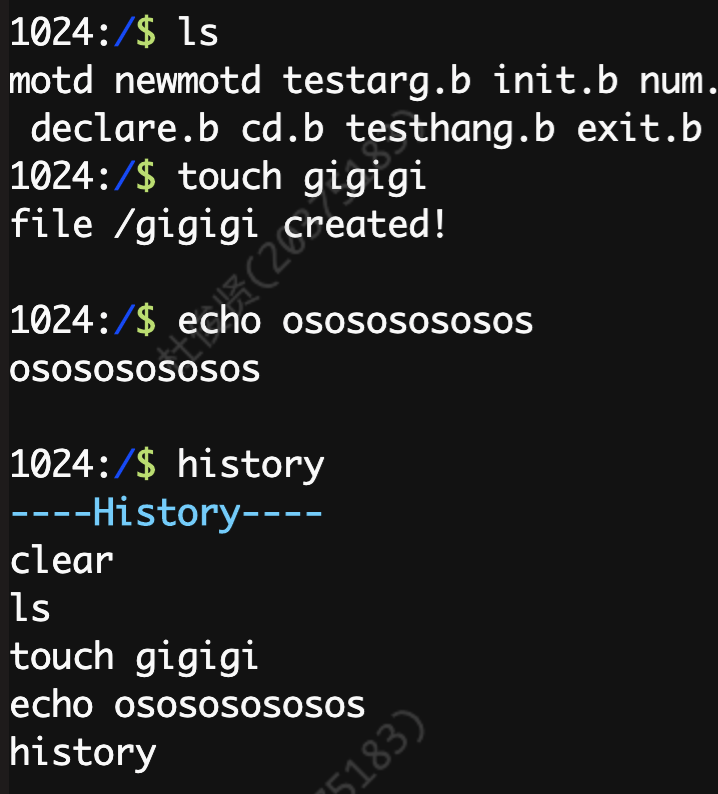 1024:/$ ls
motd newmotd testarg.b init.b num.
declare.b cd.b testhang.b exit.b
1024:/$ touch gigigi
file /gigigi created!
1024:/$ echo osososososos
osososososos
1024:/$ history
----History----
clear
ls
touch gigigi
echo osososososos
history